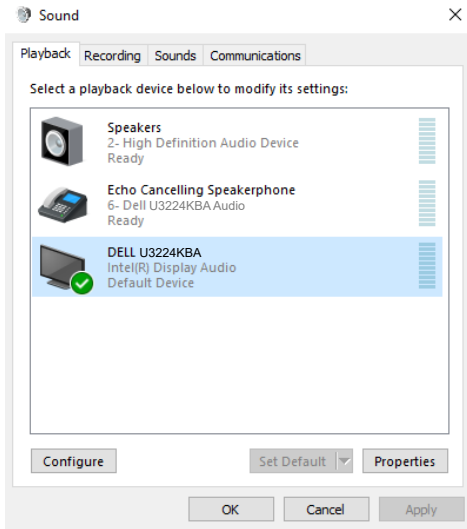 Sound
Playback Recording Sounds Communications
Select a playback device below to modify its settings:
Speakers
2- High Definition Audio Device
Ready
Echo Cancelling Speakerphone
6- Dell U3224KBA Audio
Ready
DELL U3224KBA
Intel(R) Display Audio
Default Device
Configure Set Default Properties
OK Cancel Apply